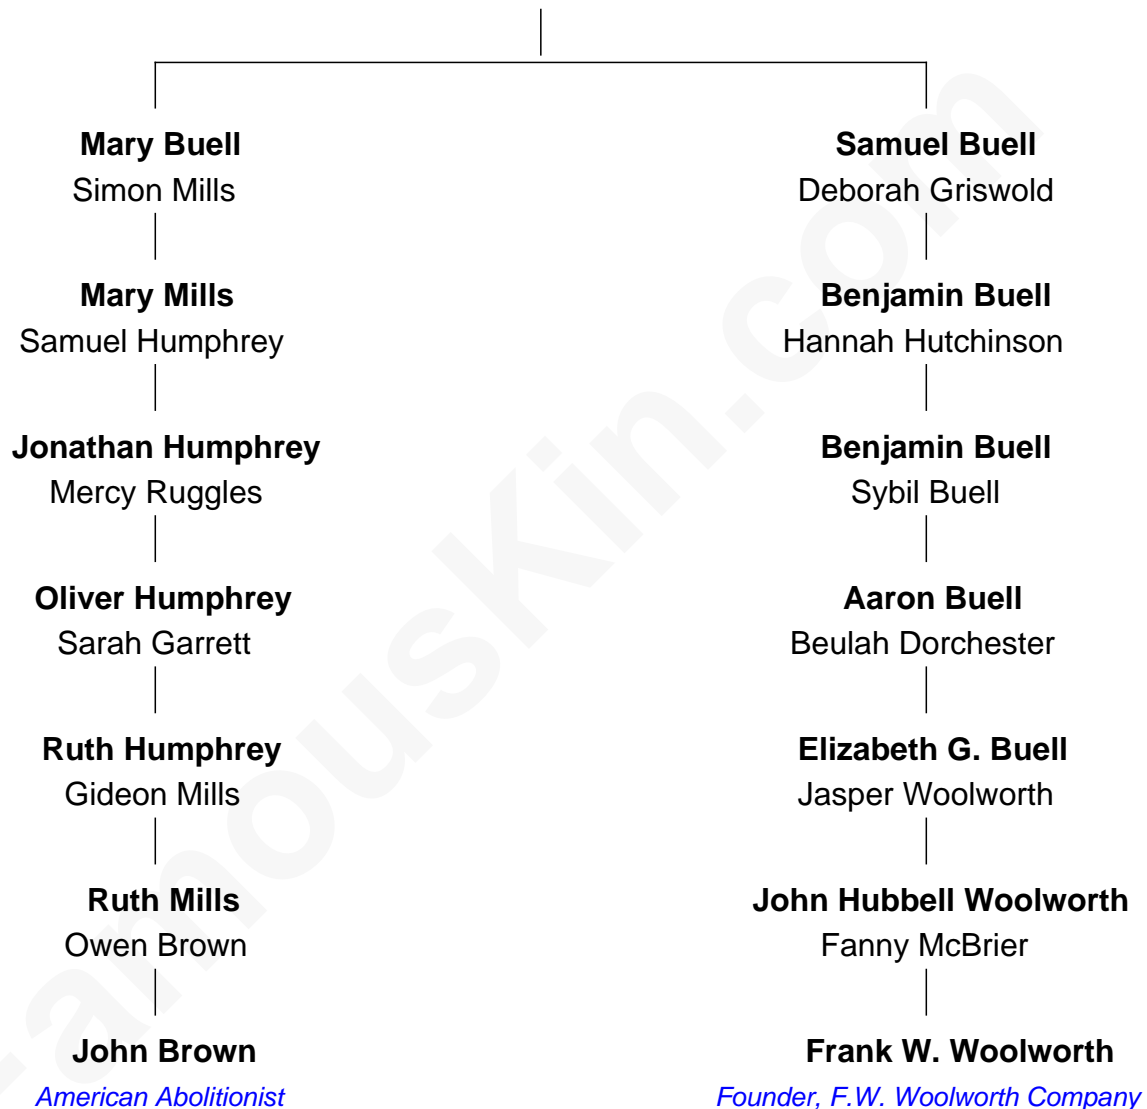 Mary Buell
Simon Mills
Mary Mills
Samuel Humphrey
Jonathan Humphrey
Mercy Ruggles
Oliver Humphrey
Sarah Garrett
Ruth Humphrey
Gideon Mills
Ruth Mills
Owen Brown
John Brown
American Abolitionist
Samuel Buell
Deborah Griswold
Benjamin Buell
Hannah Hutchinson
Benjamin Buell
Sybil Buell
Aaron Buell
Beulah Dorchester
Elizabeth G. Buell
Jasper Woolworth
John Hubbell Woolworth
Fanny McBrier
Frank W. Woolworth
Founder, F.W. Woolworth Company
FamousKin.com